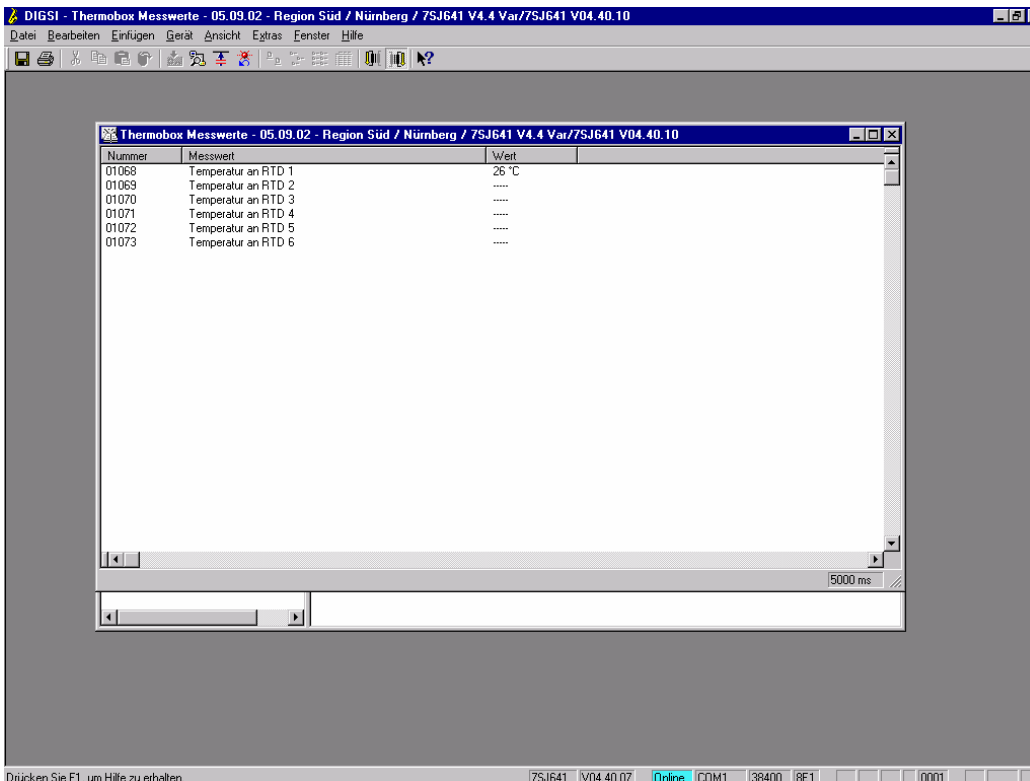 DIGSI - Thermobox Messwerte - 05.09.02 - Region Süd / Nürnberg / 7SJ641 V4.4 Var/7SJ641 V04.40.10
Datei Bearbeiten Einfügen Gerät Ansicht Extras Fenster Hilfe
Thermobox Messwerte - 05.09.02 - Region Süd / Nürnberg / 7SJ641 V4.4 Var/7SJ641 V04.40.10
Nummer Messwert Wert
01068 Temperatur an RTD 1 26 °C
01069 Temperatur an RTD 2 -----
01070 Temperatur an RTD 3 -----
01071 Temperatur an RTD 4 -----
01072 Temperatur an RTD 5 -----
01073 Temperatur an RTD 6 -----
5000 ms
Drücken Sie F1, um Hilfe zu erhalten. 7SJ641 V04.40.07 Online COM1 38400 8E1 0001